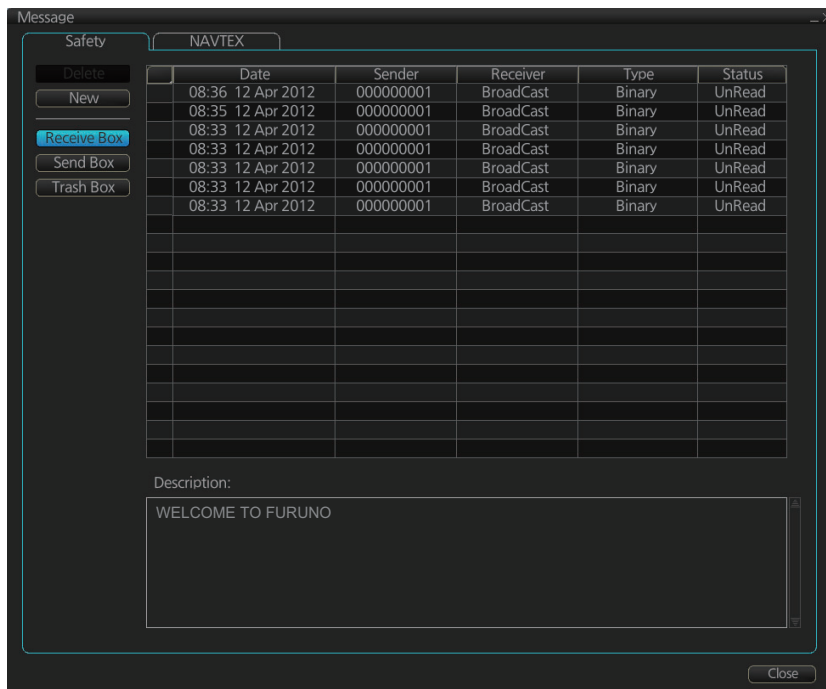 Message
Safety NAVTEX
Delete
New
Receive Box
Send Box
Trash Box
Date Sender Receiver Type Status
08:36 12 Apr 2012 000000001 BroadCast Binary UnRead
08:35 12 Apr 2012 000000001 BroadCast Binary UnRead
08:33 12 Apr 2012 000000001 BroadCast Binary UnRead
08:33 12 Apr 2012 000000001 BroadCast Binary UnRead
08:33 12 Apr 2012 000000001 BroadCast Binary UnRead
08:33 12 Apr 2012 000000001 BroadCast Binary UnRead
08:33 12 Apr 2012 000000001 BroadCast Binary UnRead
Description:
WELCOME TO FURUNO
Close